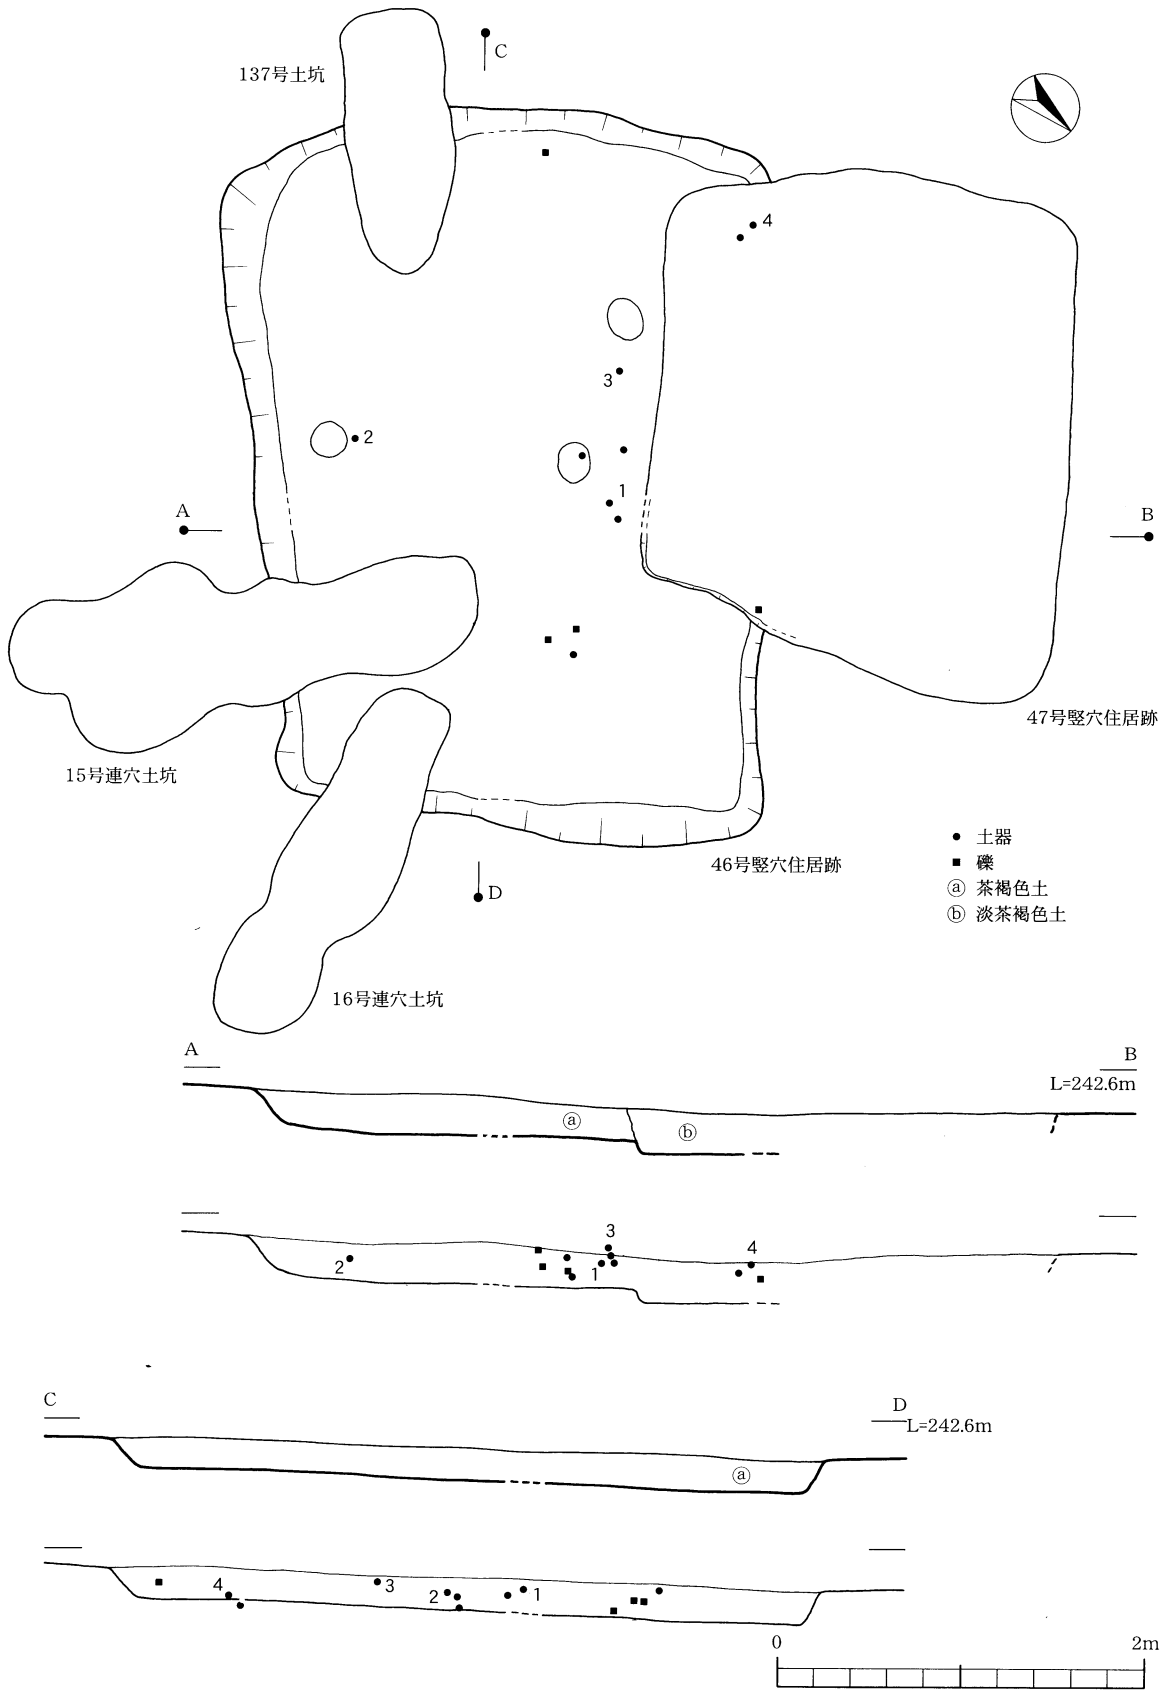 C
137号土坑
4
3
2
1
A
B
47号竪穴住居跡
15号連穴土坑
土器
46号竪穴住居跡
礫
ⓐ 茶褐色土
D
ⓑ 淡茶褐色土
16号連穴土坑
A
B
L=242.6m
ⓐ
ⓑ
3
4
2
1
C
D
L=242.6m
ⓐ
4
3
2
1
0 2m